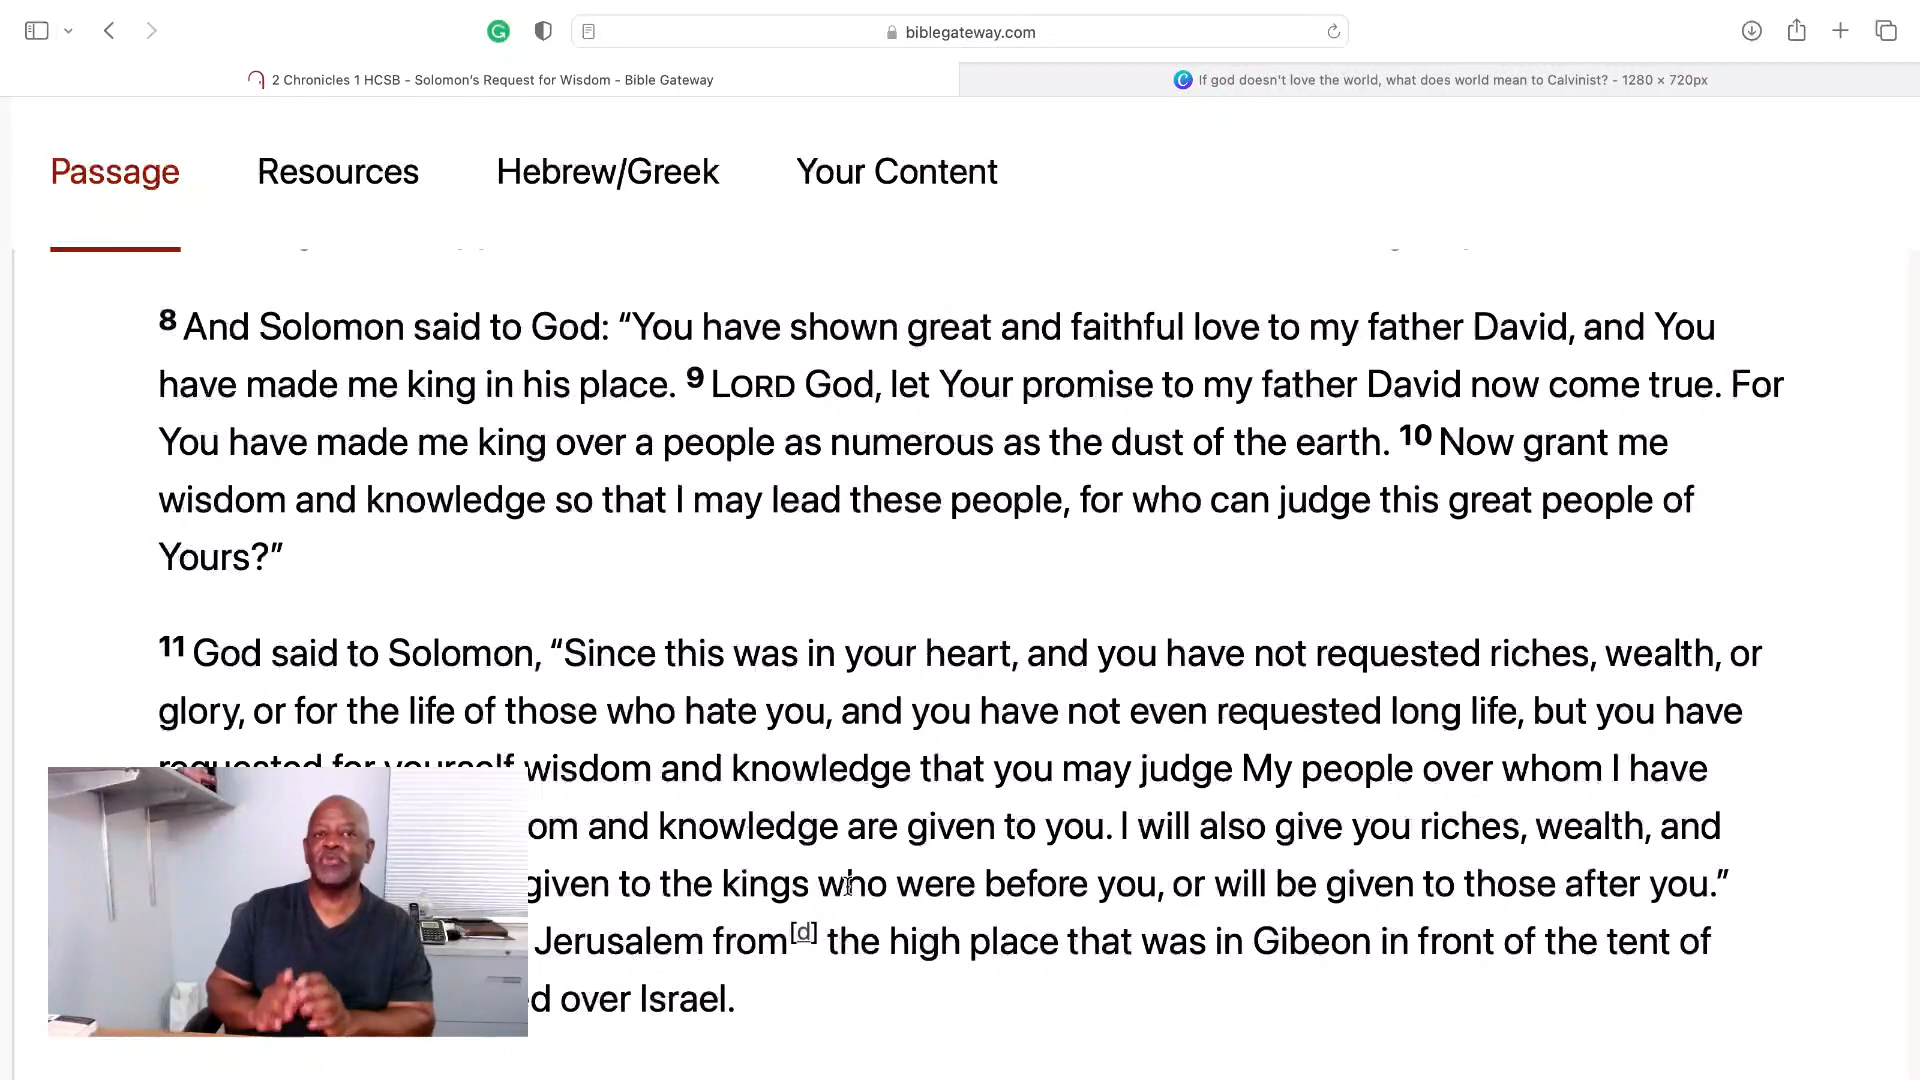 biblegateway.com
2 Chronicles 1 HCSB - Solomon's Request for Wisdom - Bible Gateway
If god doesn't love the world, what does world mean to Calvinist? - 1280 × 720px
Passage Resources Hebrew/Greek Your Content
8 And Solomon said to God: “You have shown great and faithful love to my father David, and You
have made me king in his place. 9 LORD God, let Your promise to my father David now come true. For
You have made me king over a people as numerous as the dust of the earth. 10 Now grant me
wisdom and knowledge so that I may lead these people, for who can judge this great people of
Yours?”
11 God said to Solomon, “Since this was in your heart, and you have not requested riches, wealth, or
glory, or for the life of those who hate you, and you have not even requested long life, but you have
requested for yourself wisdom and knowledge that you may judge My people over whom I have
om and knowledge are given to you. I will also give you riches, wealth, and
given to the kings who were before you, or will be given to those after you.”
Jerusalem from[d] the high place that was in Gibeon in front of the tent of
d over Israel.